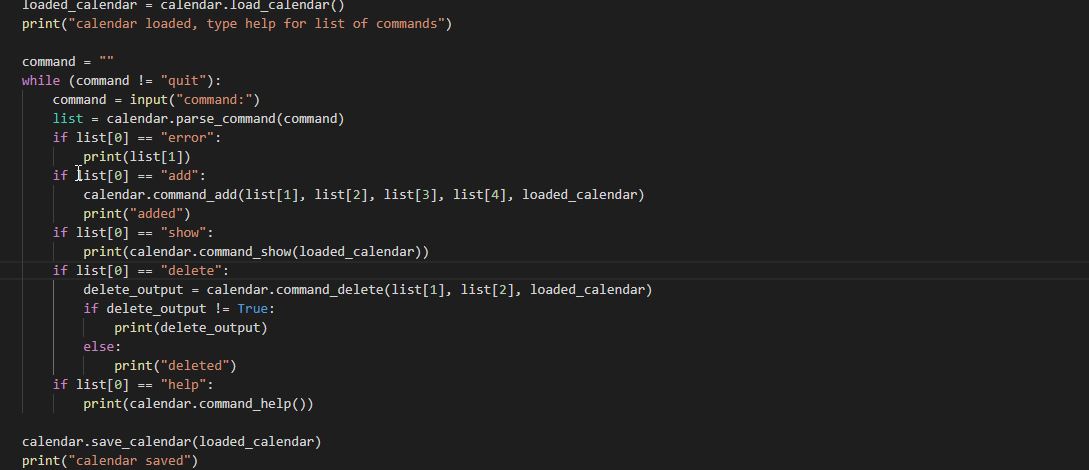 loaded_calendar = calendar.load_calendar()
print("calendar loaded, type help for list of commands")
command = ""
while (command != "quit"):
    command = input("command:")
    list = calendar.parse_command(command)
    if list[0] == "error":
        print(list[1])
    if list[0] == "add":
        calendar.command_add(list[1], list[2], list[3], list[4], loaded_calendar)
        print("added")
    if list[0] == "show":
        print(calendar.command_show(loaded_calendar))
    if list[0] == "delete":
        delete_output = calendar.command_delete(list[1], list[2], loaded_calendar)
        if delete_output != True:
            print(delete_output)
        else:
            print("deleted")
    if list[0] == "help":
        print(calendar.command_help())
calendar.save_calendar(loaded_calendar)
print("calendar saved")